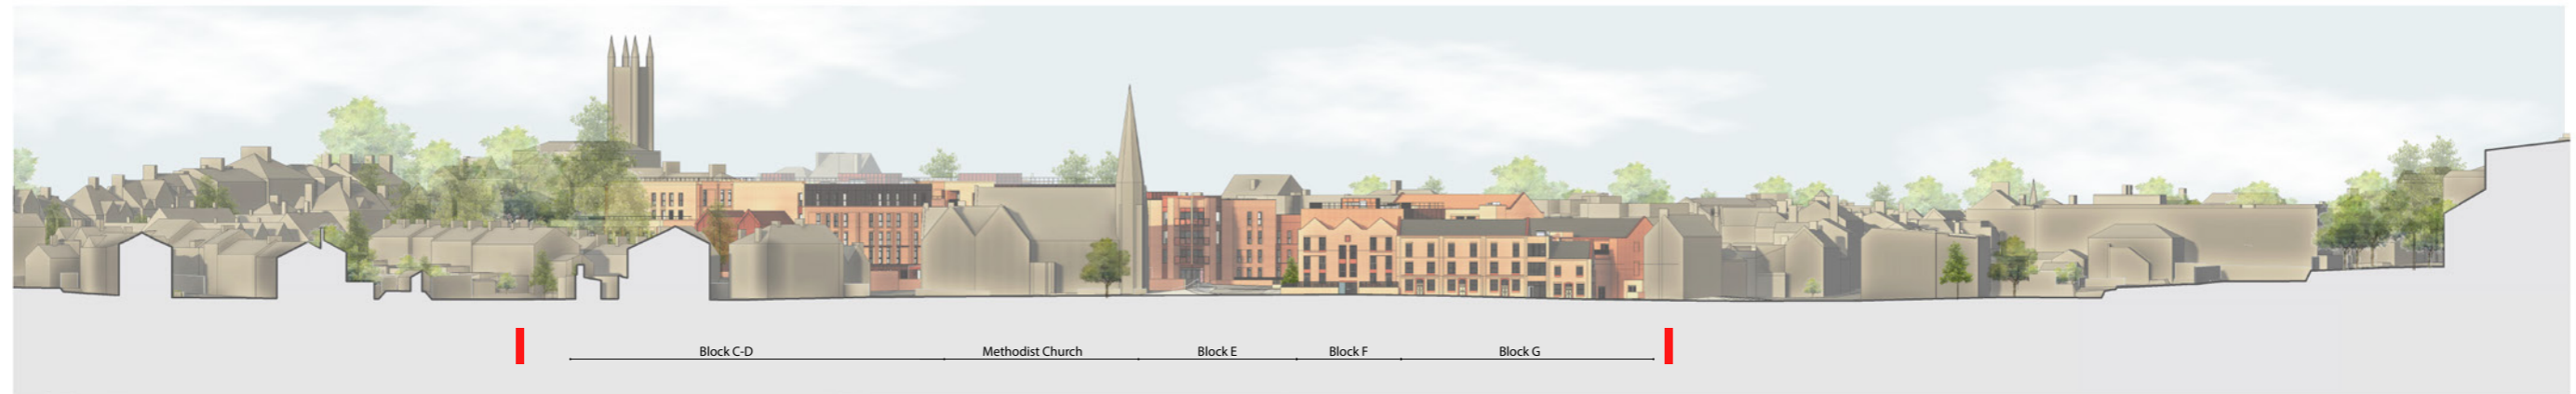 Block C-D
Methodist Church
Block E
Block F
Block G